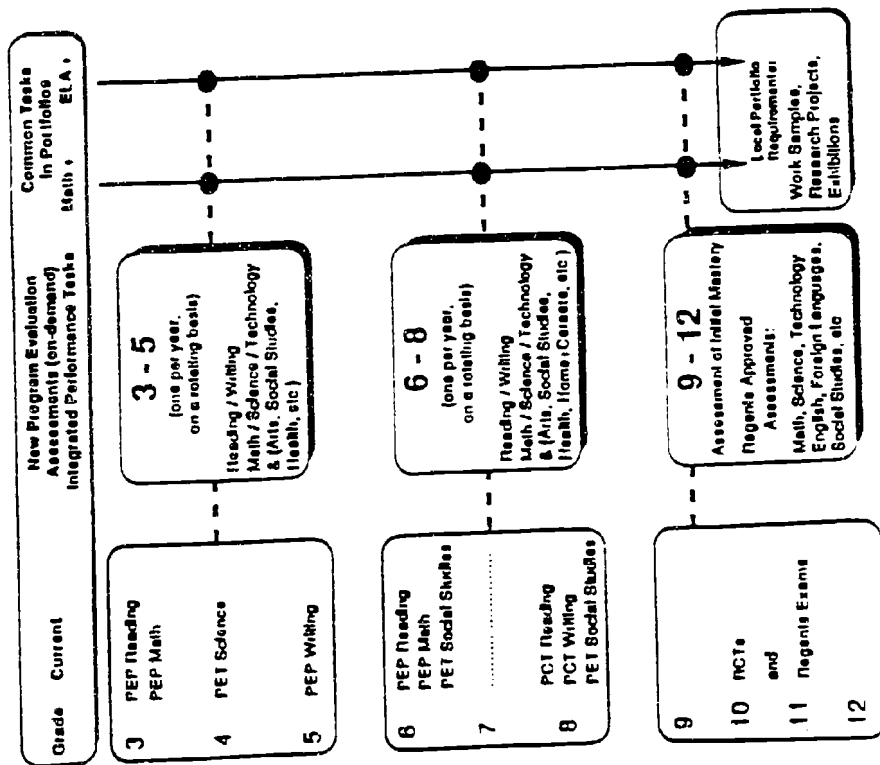 Grade Current
New Program Evaluation
Assessments (on-demand)
Integrated Performance Tasks
Common Tasks
In Portfolios
Math , ELA ,
3 PEP Reading
PEP Math
4 PET Science
5 PEP Writing
3 - 5
(one per year,
on a rotating basis)
Reading / Writing
Math / Science / Technology
& (Arts, Social Studies,
Health, etc )
6 PEP Reading
PEP Math
PET Social Studies
7 ................
8 PCT Reading
PCT Writing
PET Social Studies
6 - 8
(one per year,
on a rotating basis)
Reading / Writing
Math / Science / Technology
& (Arts, Social Studies,
Health, Home : Careers, etc )
9
10 RCTs
and
11 Regents Exams
12
9 - 12
Assessment of Initial Mastery
Regents Approved
Assessments:
Math, Science, Technology
English, Foreign Languages,
Social Studies, etc
Local Portfolio
Requirements:
Work Samples,
Research Projects,
Exhibitions